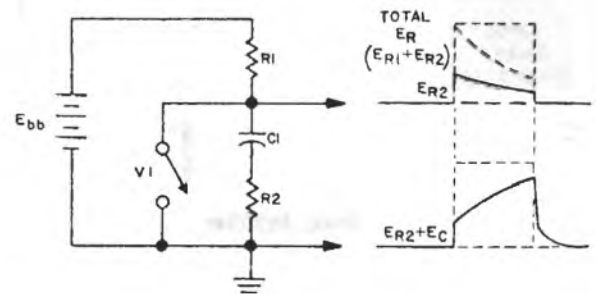 TOTAL
E_R
(E_R1+E_R2)
R1
E_R2
E_bb
C1
V1
R2
E_R2+E_C